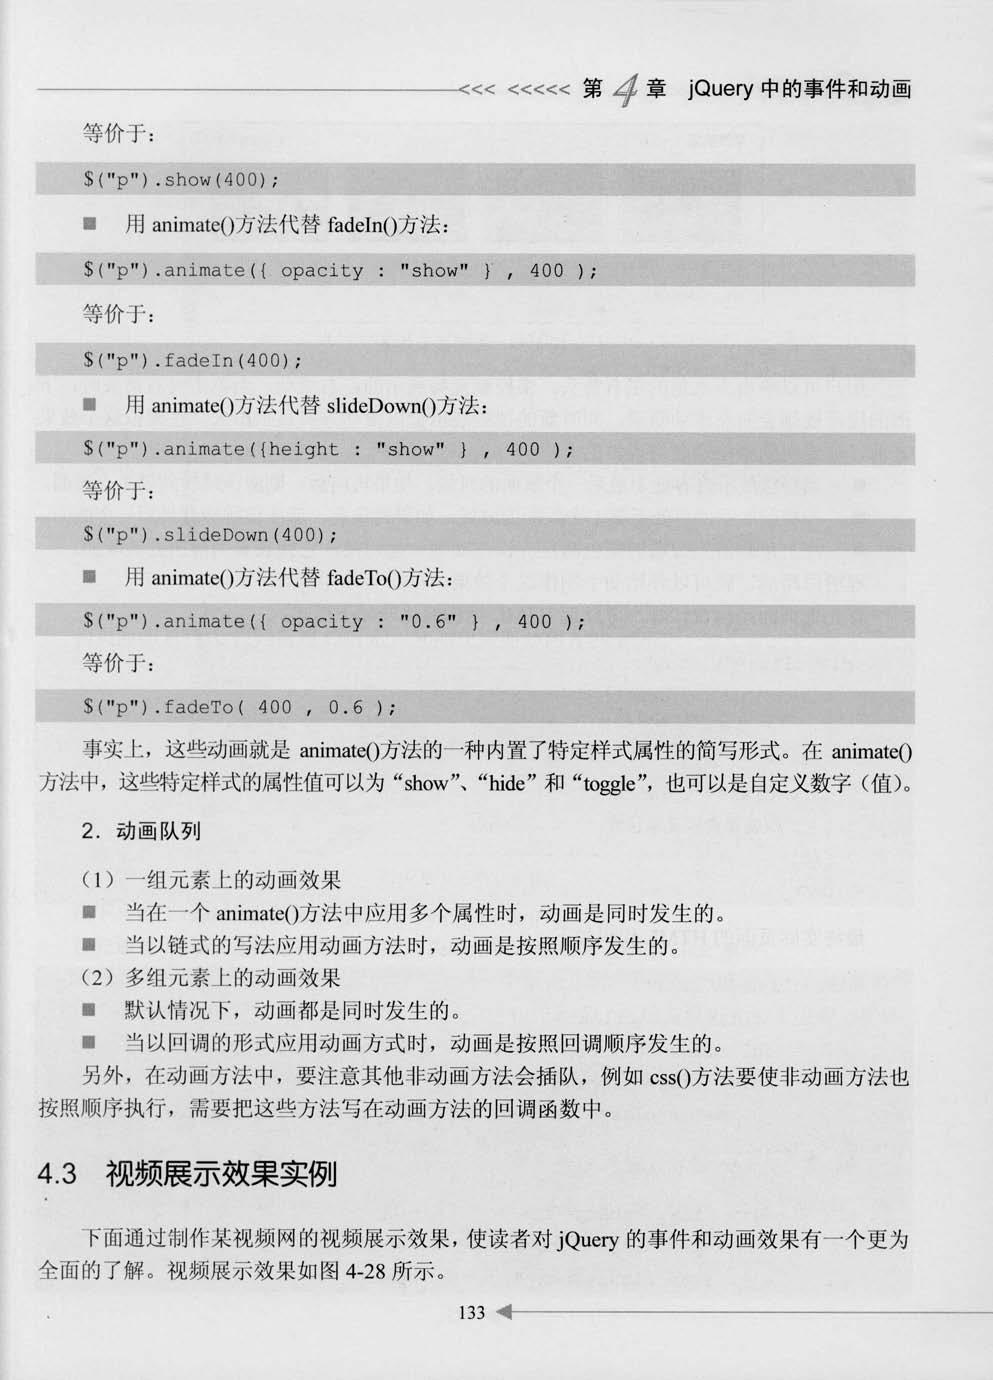 <<< <<<<< 第4章 jQuery 中的事件和动画
等价于：
$("p").show(400);
■ 用 animate()方法代替 fadeIn()方法：
$("p").animate({ opacity : "show" } , 400 );
等价于：
$("p").fadeIn(400);
■ 用 animate()方法代替 slideDown()方法：
$("p").animate({height : "show" } , 400 );
等价于：
$("p").slideDown(400);
■ 用 animate()方法代替 fadeTo()方法：
$("p").animate({ opacity : "0.6" } , 400 );
等价于：
$("p").fadeTo( 400 , 0.6 );
事实上，这些动画就是 animate()方法的一种内置了特定样式属性的简写形式。在 animate()
方法中，这些特定样式的属性值可以为“show”、“hide”和“toggle”，也可以是自定义数字（值）。
2．动画队列
（1）一组元素上的动画效果
■ 当在一个 animate()方法中应用多个属性时，动画是同时发生的。
■ 当以链式的写法应用动画方法时，动画是按照顺序发生的。
（2）多组元素上的动画效果
■ 默认情况下，动画都是同时发生的。
■ 当以回调的形式应用动画方式时，动画是按照回调顺序发生的。
另外，在动画方法中，要注意其他非动画方法会插队，例如 css()方法要使非动画方法也
按照顺序执行，需要把这些方法写在动画方法的回调函数中。
4.3 视频展示效果实例
下面通过制作某视频网的视频展示效果，使读者对 jQuery 的事件和动画效果有一个更为
全面的了解。视频展示效果如图 4-28 所示。
133